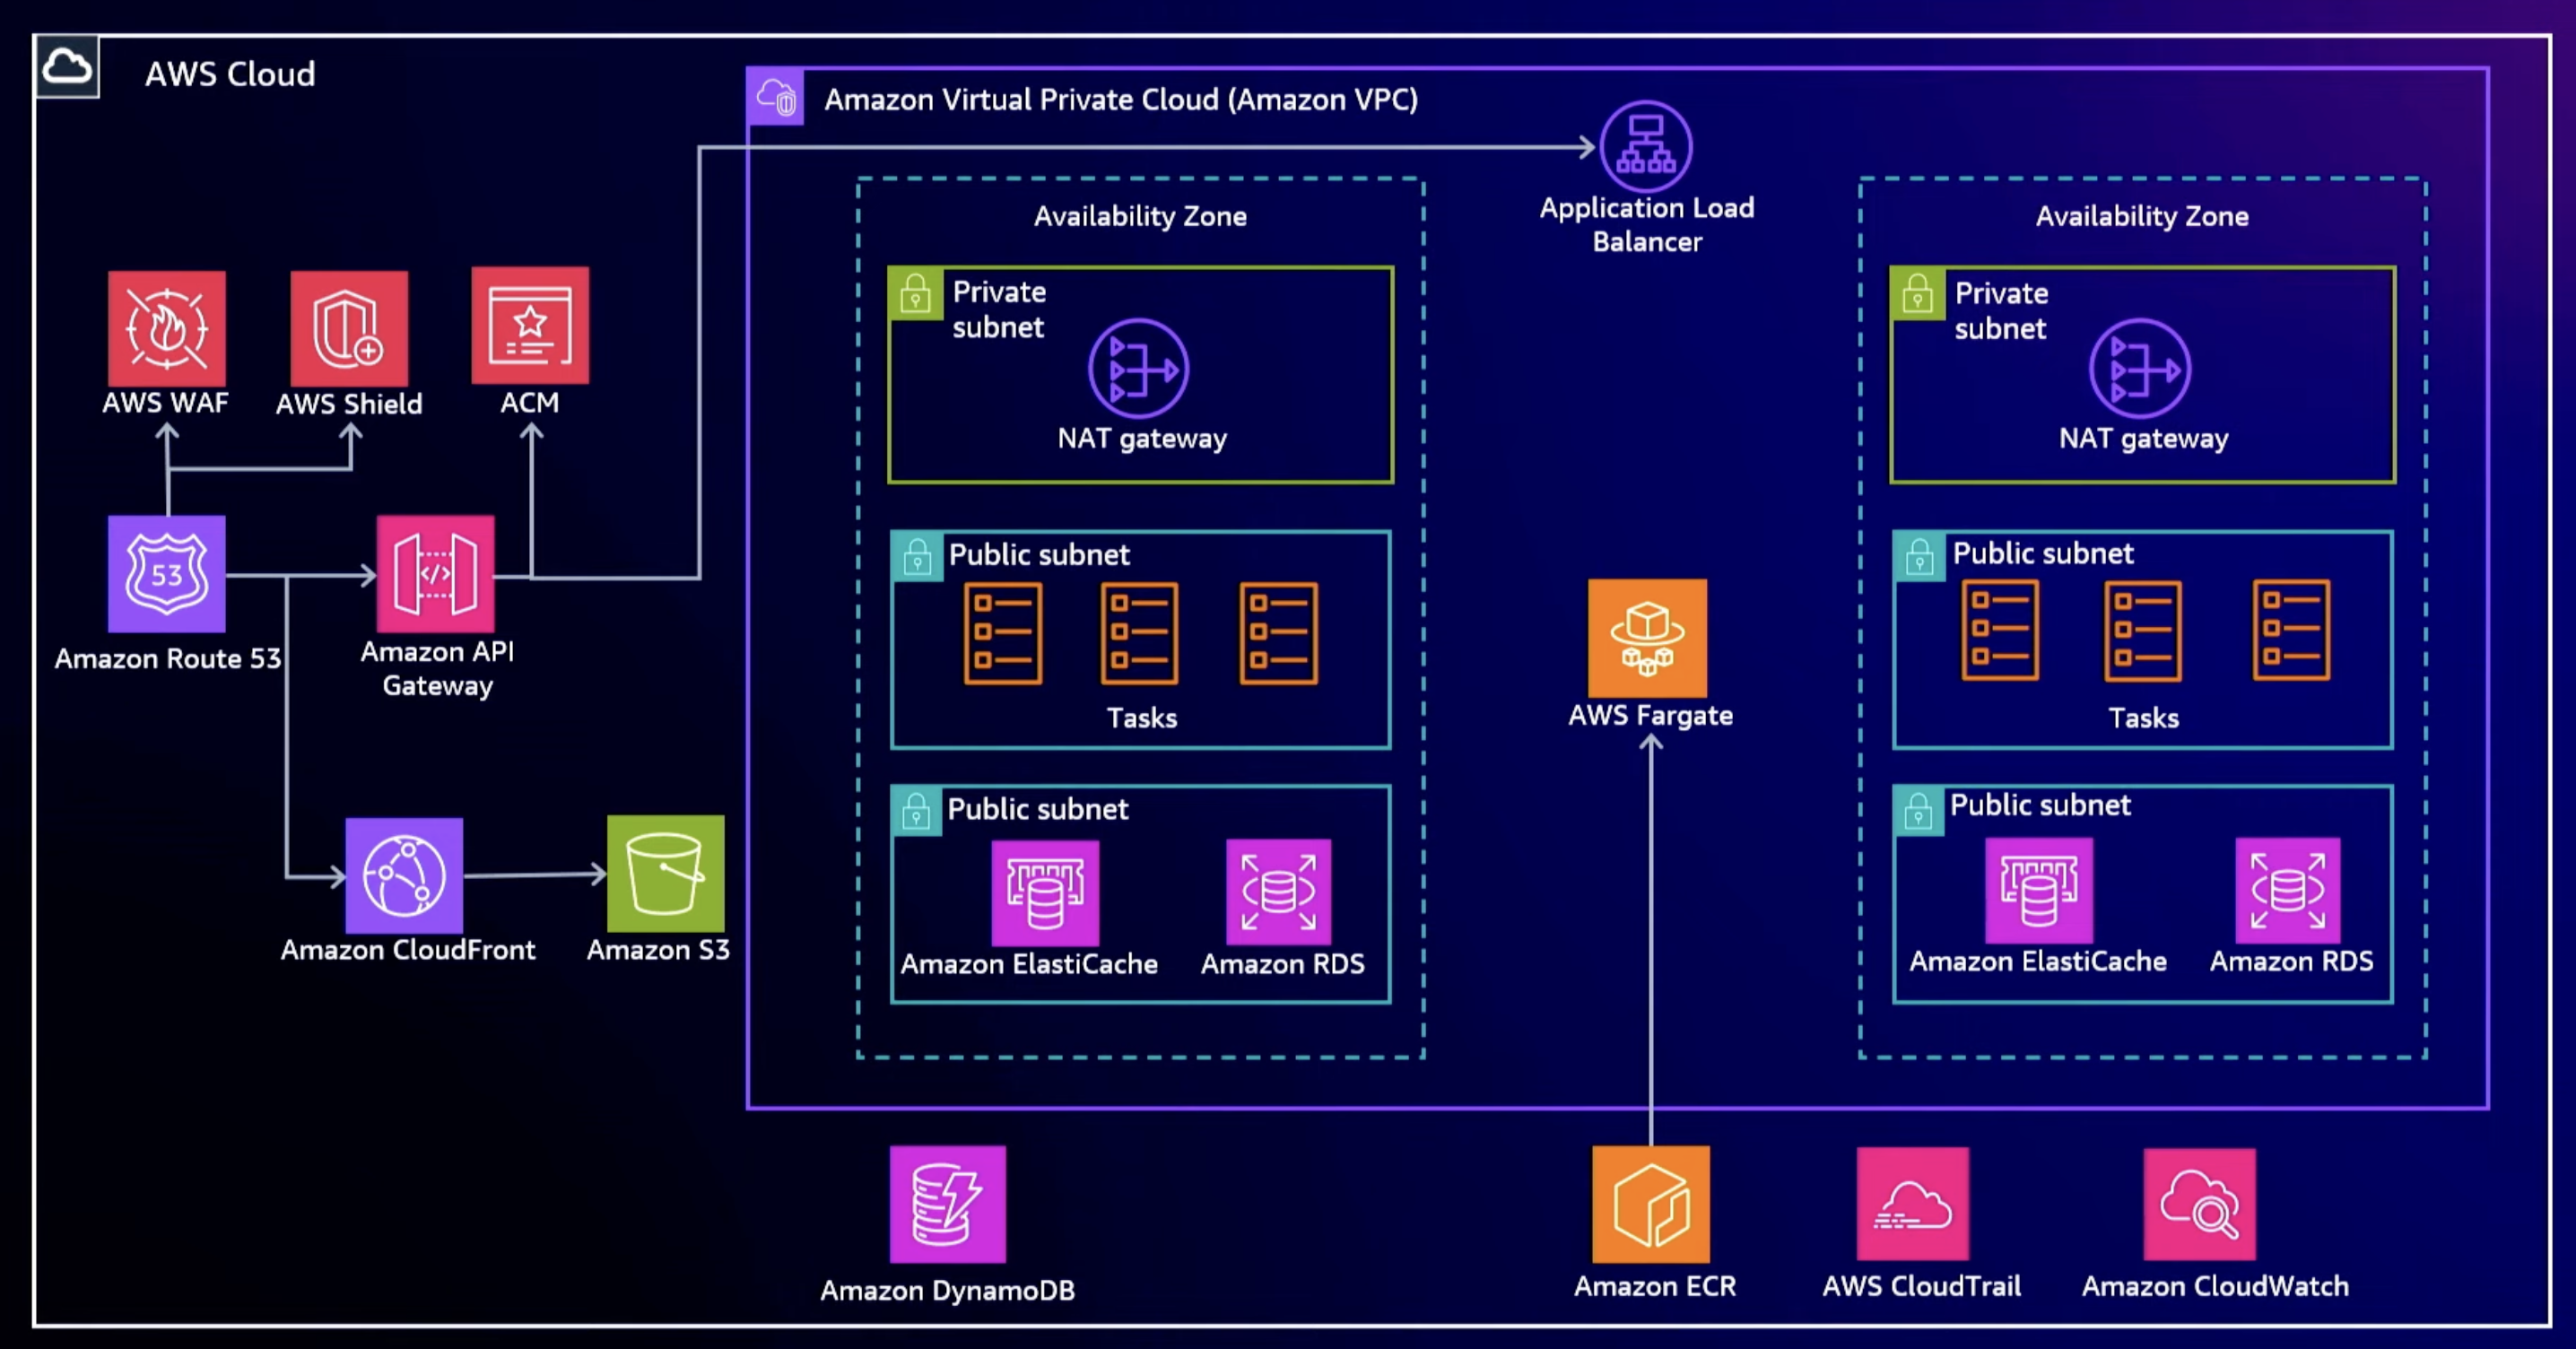 AWS Cloud
Amazon Virtual Private Cloud (Amazon VPC)
Application Load
Balancer
Availability Zone
Availability Zone
Private
subnet
NAT gateway
Private
subnet
NAT gateway
AWS WAF
AWS Shield
ACM
53
Amazon Route 53
</>
Amazon API
Gateway
Public subnet
Tasks
AWS Fargate
Public subnet
Tasks
Amazon CloudFront
Amazon S3
Public subnet
Amazon ElastiCache
Amazon RDS
Public subnet
Amazon ElastiCache
Amazon RDS
Amazon DynamoDB
Amazon ECR
AWS CloudTrail
Amazon CloudWatch